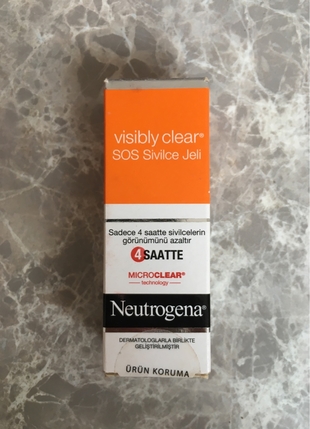 visibly clear®
SOS Sivilce Jeli
Sadece 4 saatte sivilcelerin
görünümünü azaltır
4SAATTE
MICROCLEAR®
technology
Neutrogena®
DERMATOLOGLARLA BİRLİKTE
GELİŞTİRİLMİŞTİR
ÜRÜN KORUMA